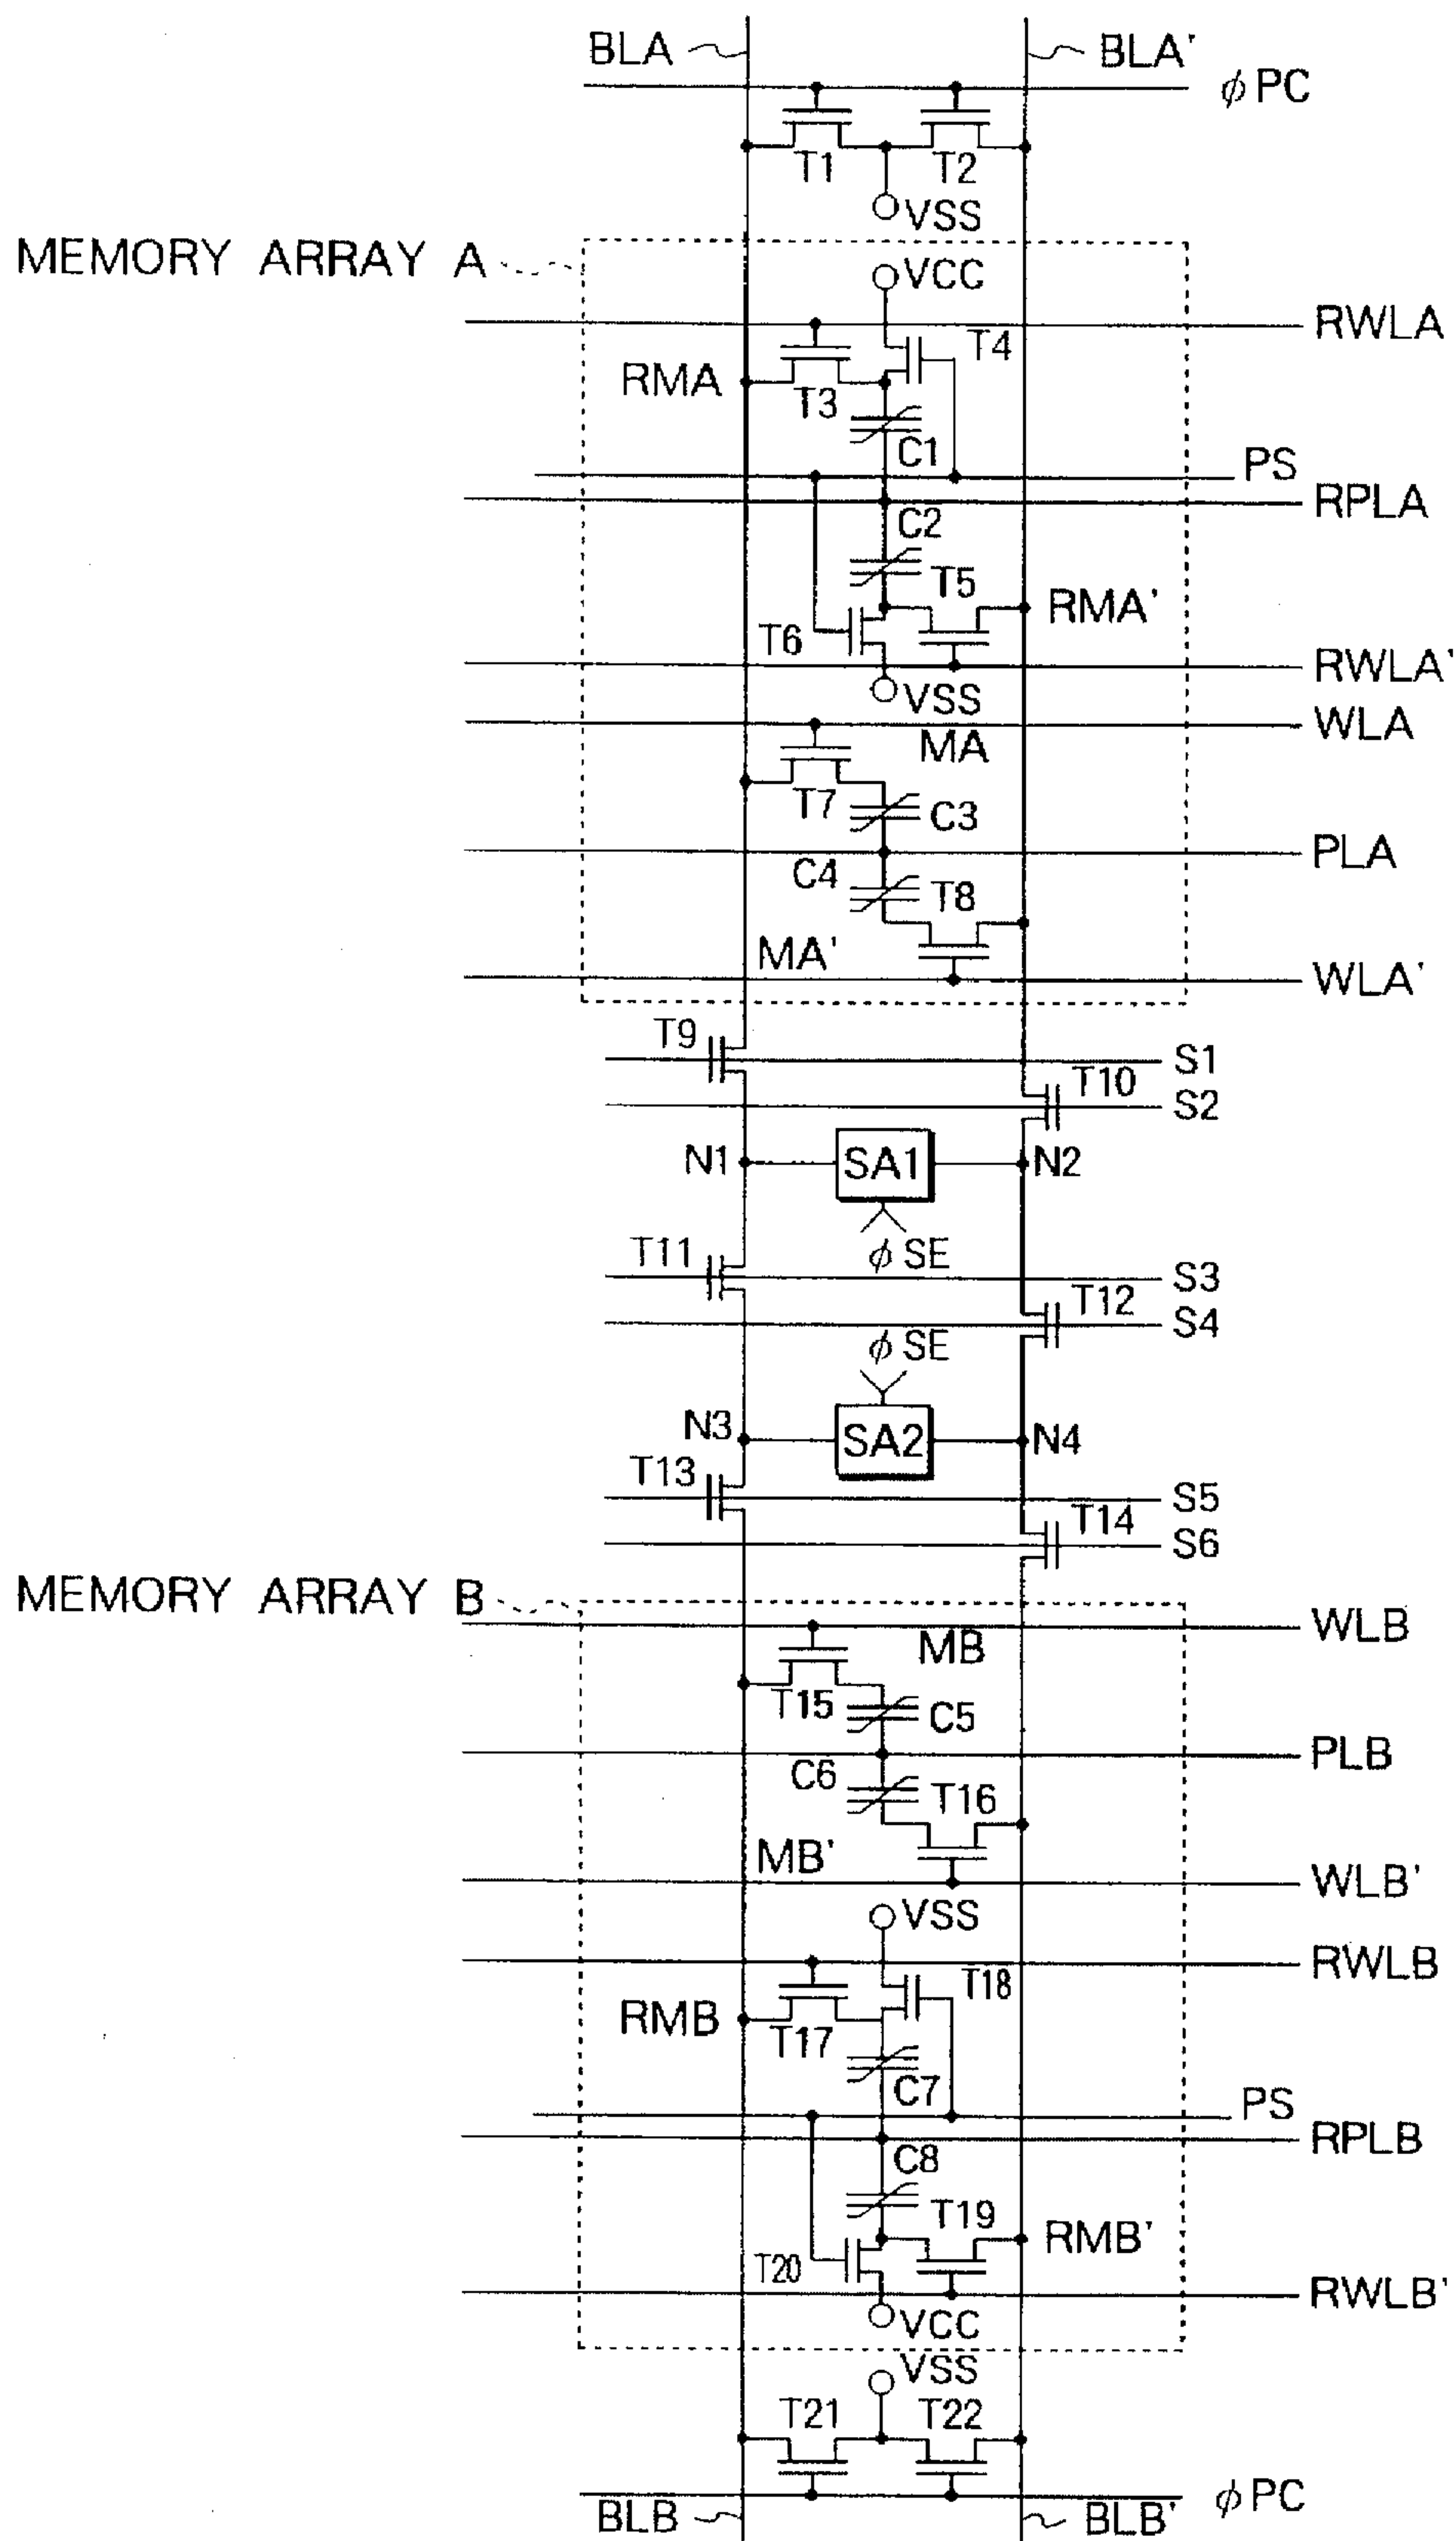 BLA BLA'
φPC
T1 T2
VSS
MEMORY ARRAY A
VCC
RWLA
T4
RMA
T3
C1
PS
RPLA
C2
T5
RMA'
T6
RWLA'
VSS
WLA
MA
T7
C3
PLA
C4
T8
MA'
WLA'
T9
S1
T10
S2
N1 SA1 N2
φSE
T11
S3
T12
S4
φSE
N3 SA2 N4
T13
S5
T14
S6
MEMORY ARRAY B
WLB
MB
T15
C5
PLB
C6
T16
MB'
WLB'
VSS
RWLB
T18
RMB
T17
C7
PS
RPLB
C8
T19
RMB'
T20
RWLB'
VCC
VSS
T21 T22
φPC
BLB BLB'